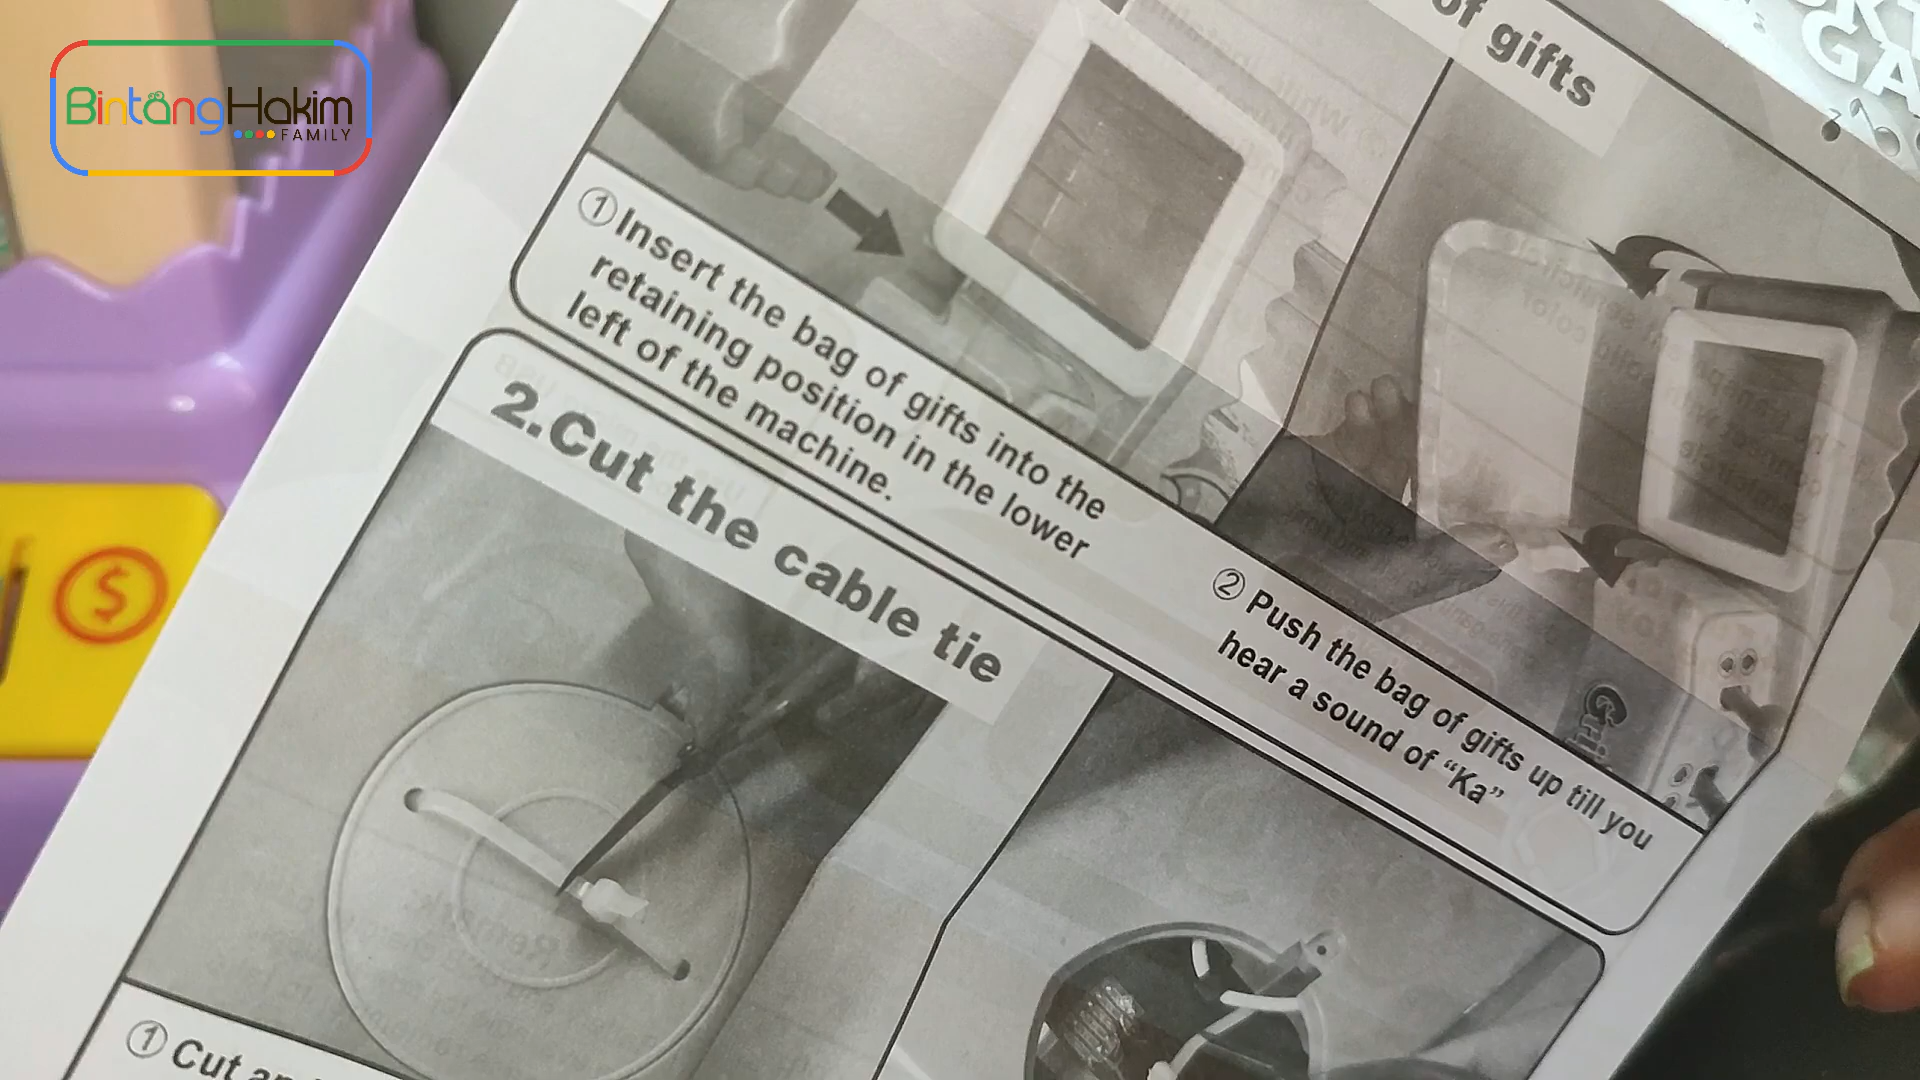 BintangHakim
FAMILY
of gifts
GA
① Insert the bag of gifts into the
retaining position in the lower
left of the machine.
② Push the bag of gifts up till you
hear a sound of “Ka”
2.Cut the cable tie
① Cut
$